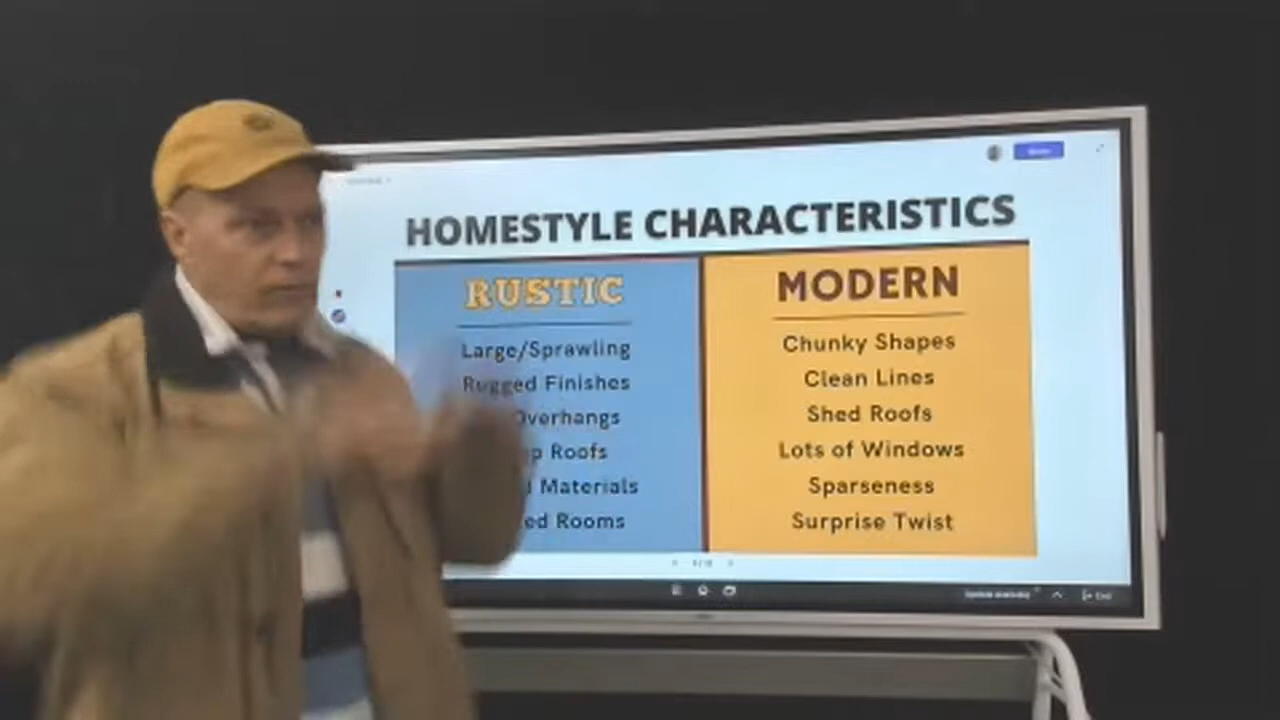 HOMESTYLE CHARACTERISTICS
RUSTIC
Large/Sprawling
Rugged Finishes
Overhangs
Roofs
Materials
Rooms
MODERN
Chunky Shapes
Clean Lines
Shed Roofs
Lots of Windows
Sparseness
Surprise Twist